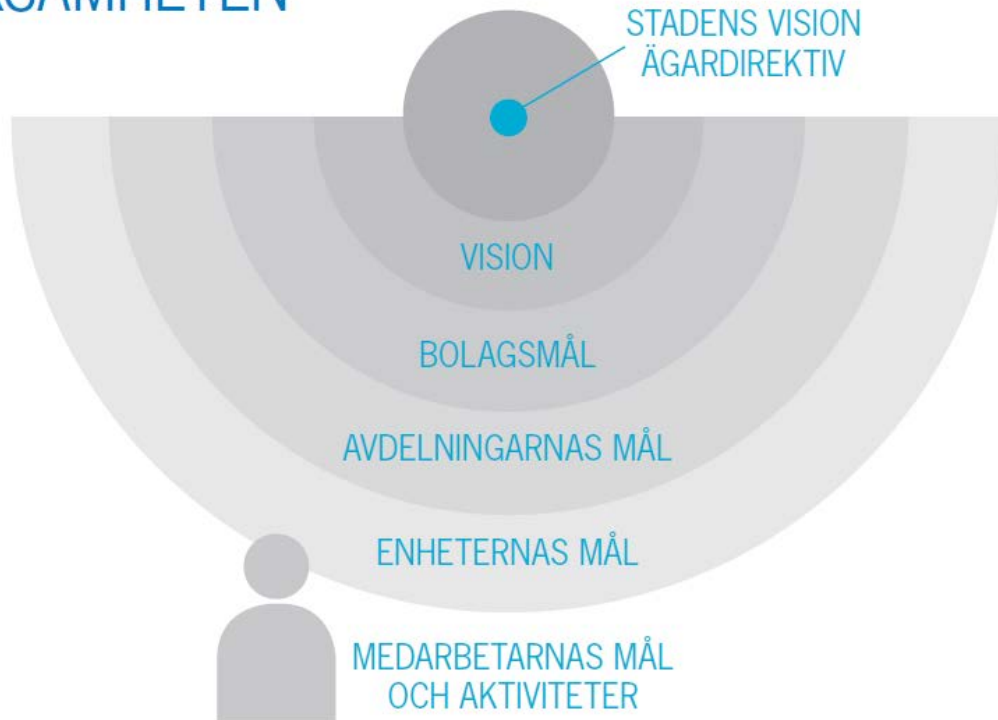 STADENS VISION
ÄGARDIREKTIV
VISION
BOLAGSMÅL
AVDELNINGARNAS MÅL
ENHETERNAS MÅL
MEDARBETARNAS MÅL
OCH AKTIVITETER